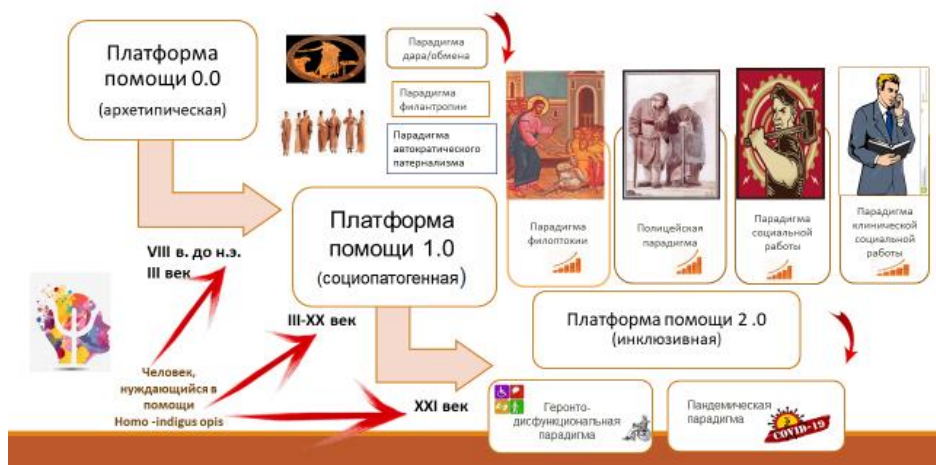 Платформа
помощи 0.0
(архетипическая)
Парадигма
дара/обмена
Парадигма
филантропии
Парадигма
автократического
патернализма
Платформа
помощи 1.0
(социопатогенная)
Парадигма
филоптохии
Полицейская
парадигма
Парадигма
социальной
работы
Парадигма
клинической
социальной
работы
VIII в. до н.э.
III век
III-XX век
XXI век
Человек,
нуждающийся в
помощи
Homo -indigus opis
Платформа помощи 2 .0
(инклюзивная)
Геронто-
дисфункциональная
парадигма
Пандемическая
парадигма
COVID-19